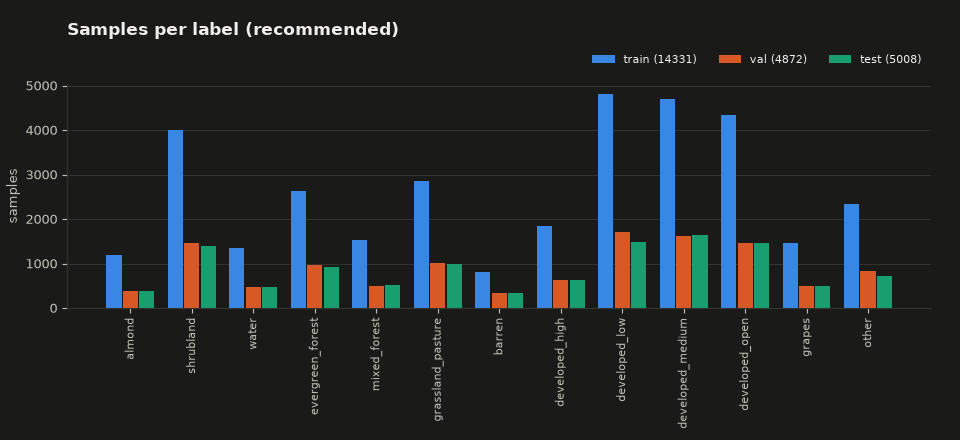 Samples per label (recommended)
train (14331) val (4872) test (5008)
samples
5000
4000
3000
2000
1000
0
almond
shrubland
water
evergreen_forest
mixed_forest
grassland_pasture
barren
developed_high
developed_low
developed_medium
developed_open
grapes
other